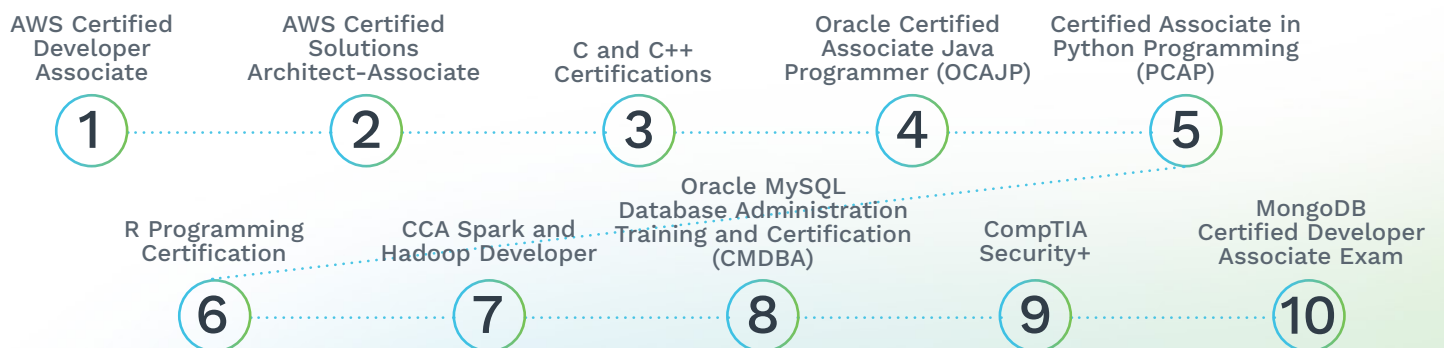 AWS Certified
Developer
Associate
AWS Certified
Solutions
Architect-Associate
C and C++
Certifications
Oracle Certified
Associate Java
Programmer (OCAJP)
Certified Associate in
Python Programming
(PCAP)
1
2
3
4
5
R Programming
Certification
CCA Spark and
Hadoop Developer
Oracle MySQL
Database Administration
Training and Certification
(CMDBA)
CompTIA
Security+
MongoDB
Certified Developer
Associate Exam
6
7
8
9
10